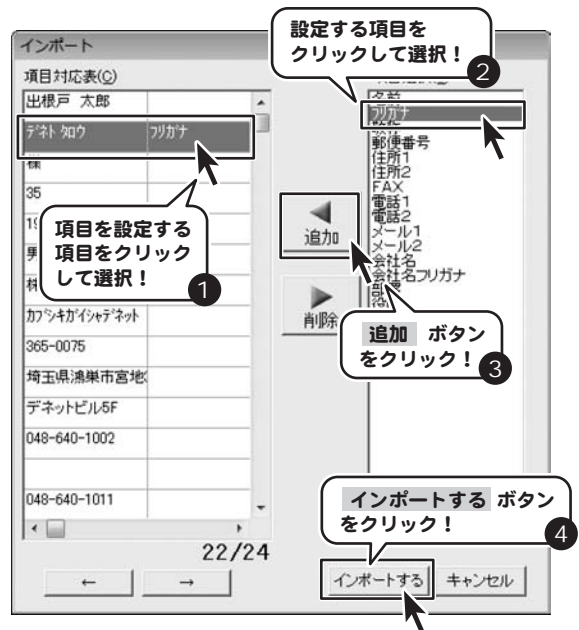 インポート
設定する項目を
クリックして選択！
2
項目対応表(C)
出根戸 太郎
ﾃﾞﾈﾄ ﾀﾛｳ ﾌﾘｶﾞﾅ
様
35
項目を設定する
項目をクリック
して選択！
1
ｶﾌﾞｼｷｶﾞｲｼｬﾃﾞﾈｯﾄ
365-0075
埼玉県鴻巣市宮地
デネットビル5F
048-640-1002
048-640-1011
22/24
←
→
追加
削除
名前
ﾌﾘｶﾞﾅ
敬称
郵便番号
住所1
住所2
FAX
電話1
電話2
メール1
メール2
会社名
会社名フリガナ
部署
追加 ボタン
をクリック！
3
インポートする ボタン
をクリック！
4
インポートする
キャンセル